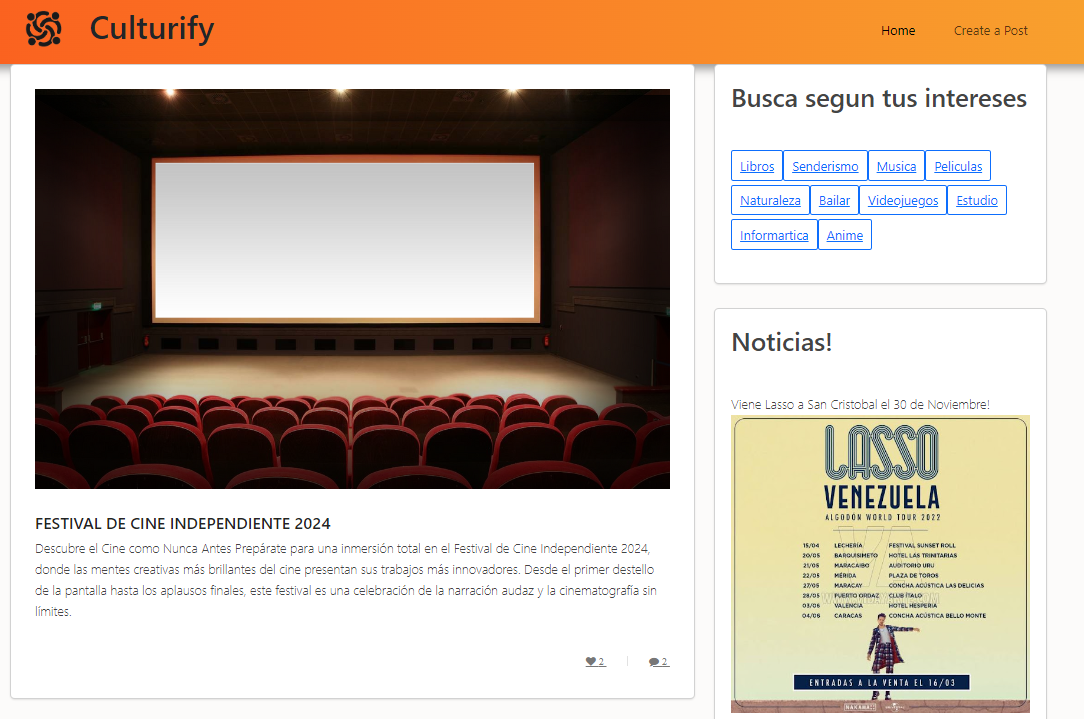 Culturify
Home
Create a Post
FESTIVAL DE CINE INDEPENDIENTE 2024
Descubre el Cine como Nunca Antes Prepárate para una inmersión total en el Festival de Cine Independiente 2024,
donde las mentes creativas más brillantes del cine presentan sus trabajos más innovadores. Desde el primer destello
de la pantalla hasta los aplausos finales, este festival es una celebración de la narración audaz y la cinematografía sin
límites.
2
2
Busca segun tus intereses
Libros Senderismo Musica Peliculas
Naturaleza Bailar Videojuegos Estudio
Informartica Anime
Noticias!
Viene Lasso a San Cristobal el 30 de Noviembre!
LASSO
VENEZUELA
ALGODÓN WORLD TOUR 2022
15/04 LECHERÍA FESTIVAL SUNSET ROLL
20/05 BARQUISIMETO HOTEL LAS TRINITARIAS
21/05 MARACAIBO AUDITORIO URU
22/05 MÉRIDA PLAZA DE TOROS
27/05 MARACAY CONCHA ACÚSTICA LAS DELICIAS
28/05 PUERTO ORDAZ CLUB ÍTALO
03/06 VALENCIA HOTEL HESPERIA
04/06 CARACAS CONCHA ACÚSTICA BELLO MONTE
ENTRADAS A LA VENTA EL 16/03